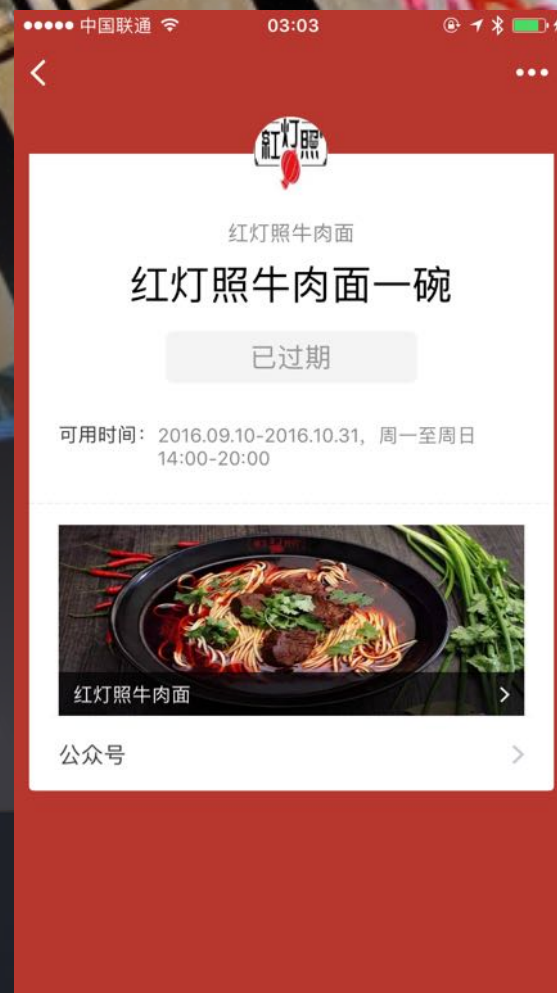 中国联通
03:03
紅灯照
红灯照牛肉面
红灯照牛肉面一碗
已过期
可用时间：2016.09.10-2016.10.31，周一至周日
14:00-20:00
红灯照牛肉面
公众号